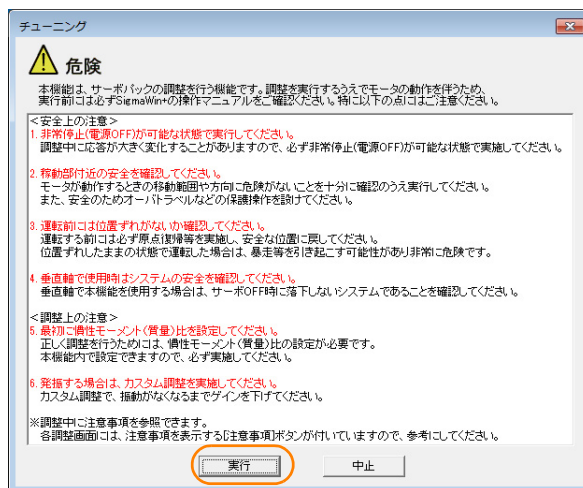 チューニング
危険
本機能は、サーボパックの調整を行う機能です。調整を実行するうえでモータの動作を伴うため、
実行前には必ずSigmaWin+の操作マニュアルをご確認ください。特に以下の点にはご注意ください。
<安全上の注意>
1. 非常停止(電源OFF)が可能な状態で実行してください。
調整中に応答が大きく変化することがありますので、必ず非常停止(電源OFF)が可能な状態で実施してください。
2. 稼動部付近の安全を確認してください。
モータが動作するときの移動範囲や方向に危険がないことを十分に確認のうえ実行してください。
また、安全のためオーバトラベルなどの保護操作を設けてください。
3. 運転前には位置ずれがないか確認してください。
運転する前には必ず原点復帰等を実施し、安全な位置に戻してください。
位置ずれしたままの状態で運転した場合は、暴走等を引き起こす可能性があり非常に危険です。
4. 垂直軸で使用時はシステムの安全を確認してください。
垂直軸で本機能を使用する場合は、サーボOFF時に落下しないシステムであることを確認してください。
<調整上の注意>
5. 最初に慣性モーメント(質量)比を設定してください。
正しく調整を行うためには、慣性モーメント(質量)比の設定が必要です。
本機能内で設定できますので、必ず実施してください。
6. 発振する場合は、カスタム調整を実施してください。
カスタム調整で、振動がなくなるまでゲインを下げてください。
※調整中に注意事項を参照できます。
各調整画面には、注意事項を表示する[注意事項]ボタンが付いていますので、参考にしてください。
実行
中止